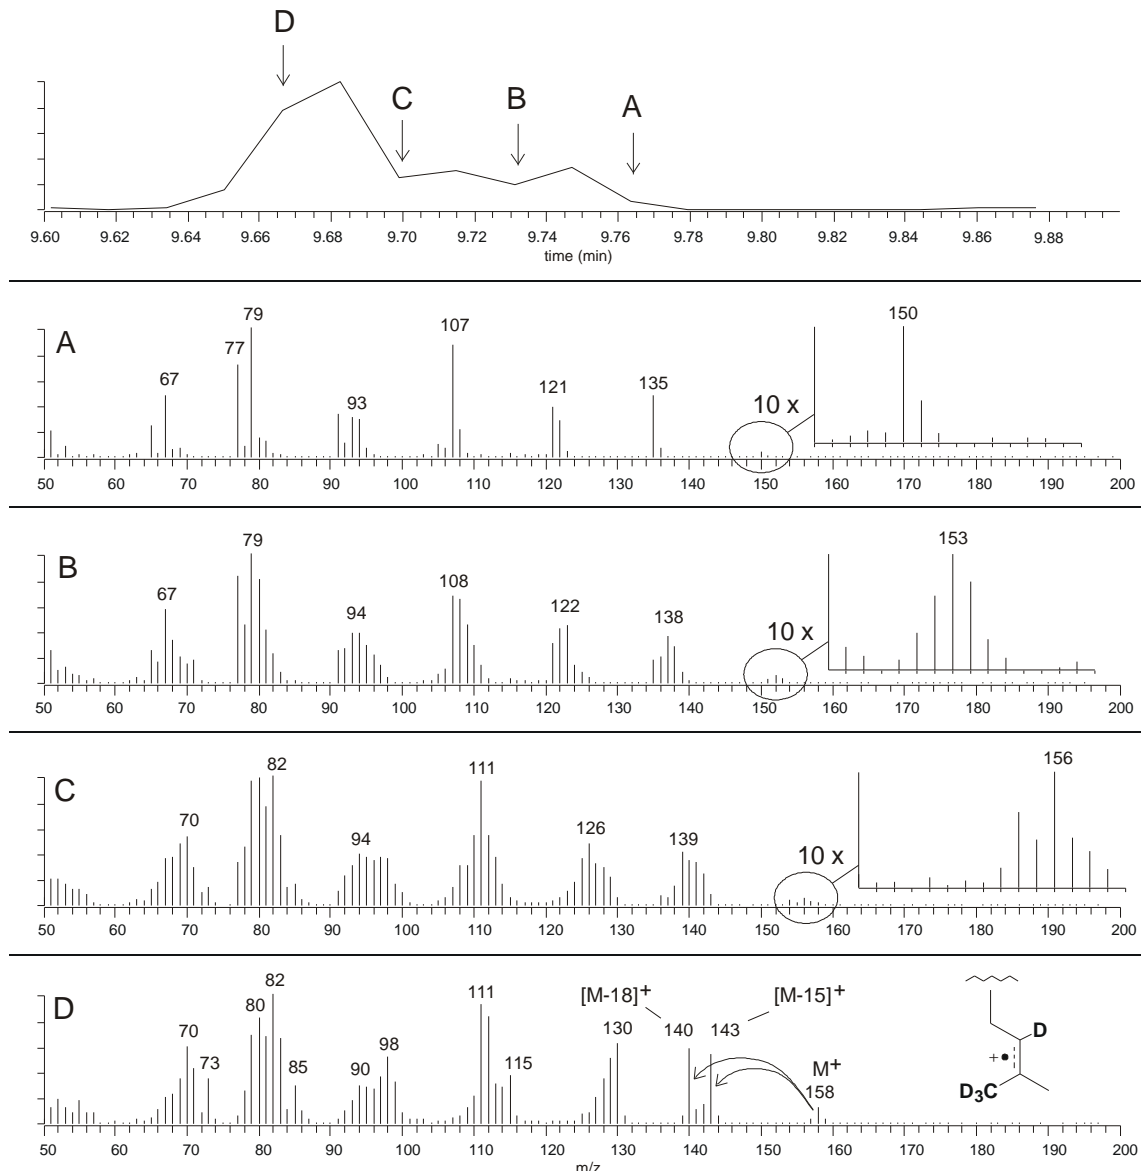 D
C
B
A
9.60 9.62 9.64 9.66 9.68 9.70 9.72 9.74 9.76 9.78 9.80 9.82 9.84 9.86 9.88
time (min)
A
67
77
79
93
107
121
135
10 x
150
50 60 70 80 90 100 110 120 130 140 150 160 170 180 190 200
B
67
79
94
108
122
138
10 x
153
50 60 70 80 90 100 110 120 130 140 150 160 170 180 190 200
C
70
82
94
111
126
139
10 x
156
50 60 70 80 90 100 110 120 130 140 150 160 170 180 190 200
D
70
73
80
82
85
90
98
111
115
130
[M-18]+
140
[M-15]+
143
M+
158
D
+•
D3C
50 60 70 80 90 100 110 120 130 140 150 160 170 180 190 200
m/z